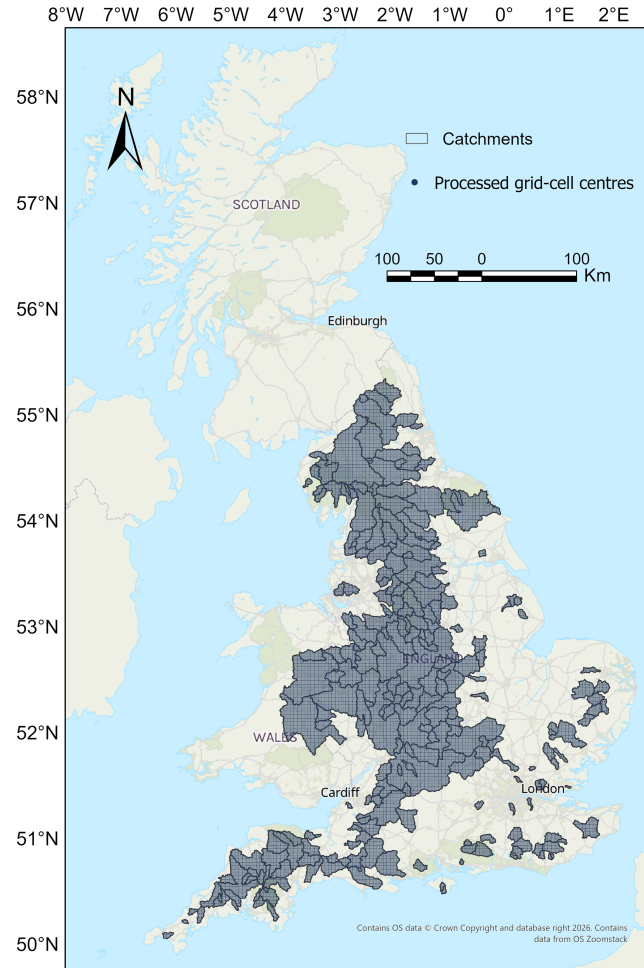 8°W 7°W 6°W 5°W 4°W 3°W 2°W 1°W 0° 1°E 2°E
58°N
N
Catchments
Processed grid-cell centres
57°N
SCOTLAND
100 50 0 100
Km
56°N
Edinburgh
55°N
54°N
53°N
ENGLAND
52°N
WALES
Cardiff
London
51°N
Contains OS data © Crown Copyright and database right 2026. Contains
data from OS Zoomstack
50°N